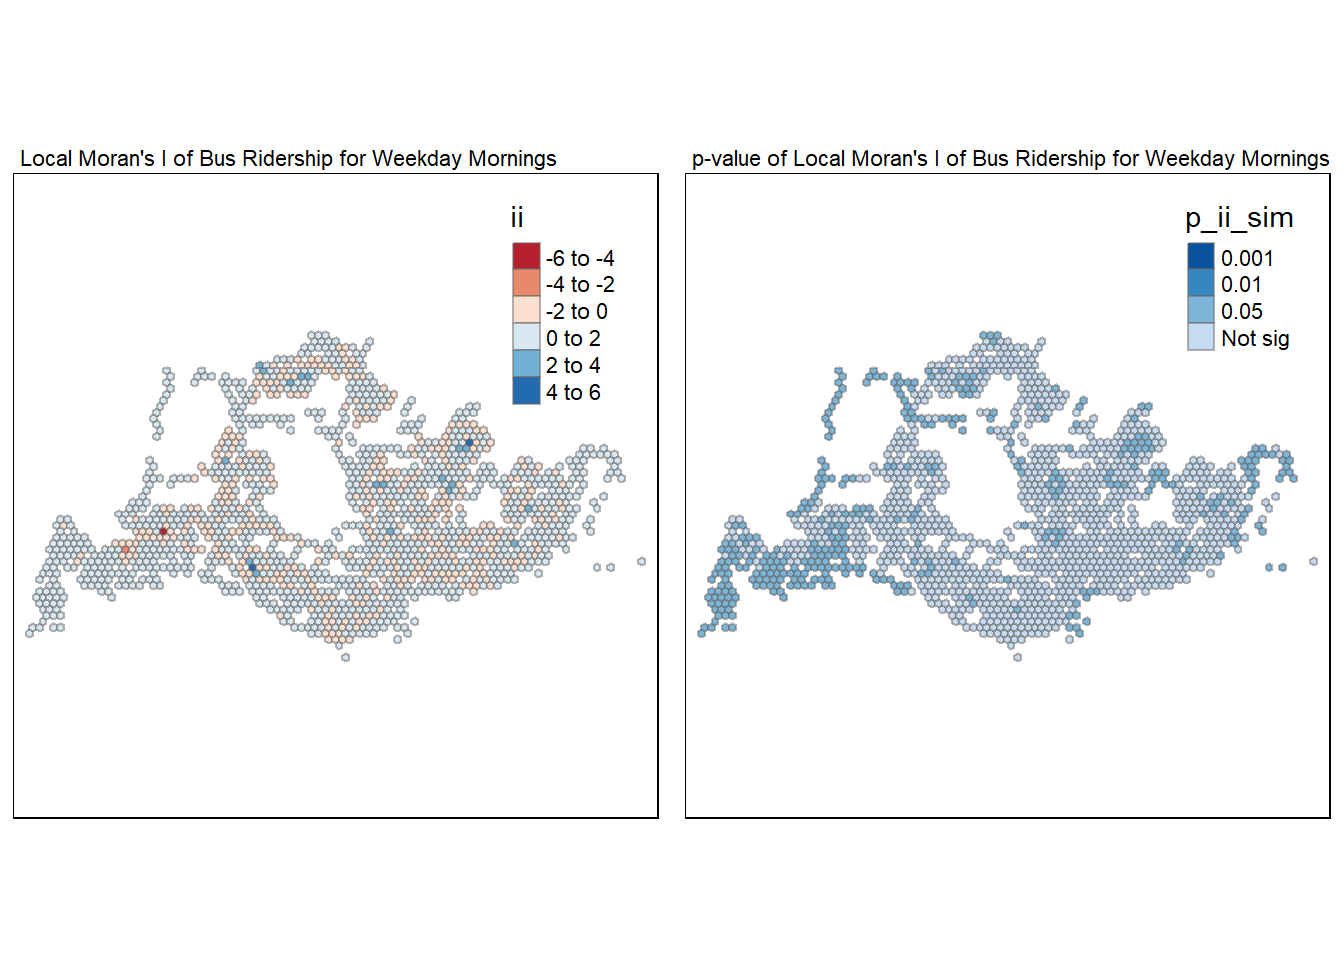 Local Moran's I of Bus Ridership for Weekday Mornings
ii
-6 to -4
-4 to -2
-2 to 0
0 to 2
2 to 4
4 to 6
p-value of Local Moran's I of Bus Ridership for Weekday Mornings
p_ii_sim
0.001
0.01
0.05
Not sig